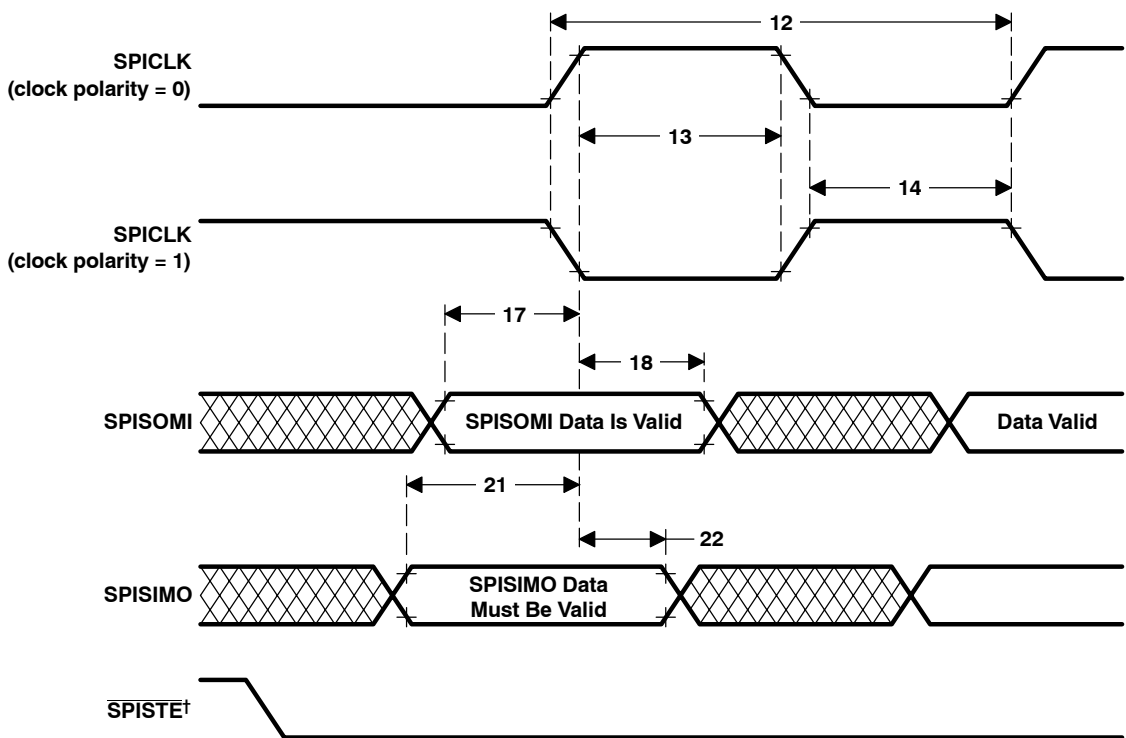 12
SPICLK
(clock polarity = 0)
13
14
SPICLK
(clock polarity = 1)
17
18
SPISOMI
SPISOMI Data Is Valid
Data Valid
21
22
SPISIMO
SPISIMO Data
Must Be Valid
SPISTE†